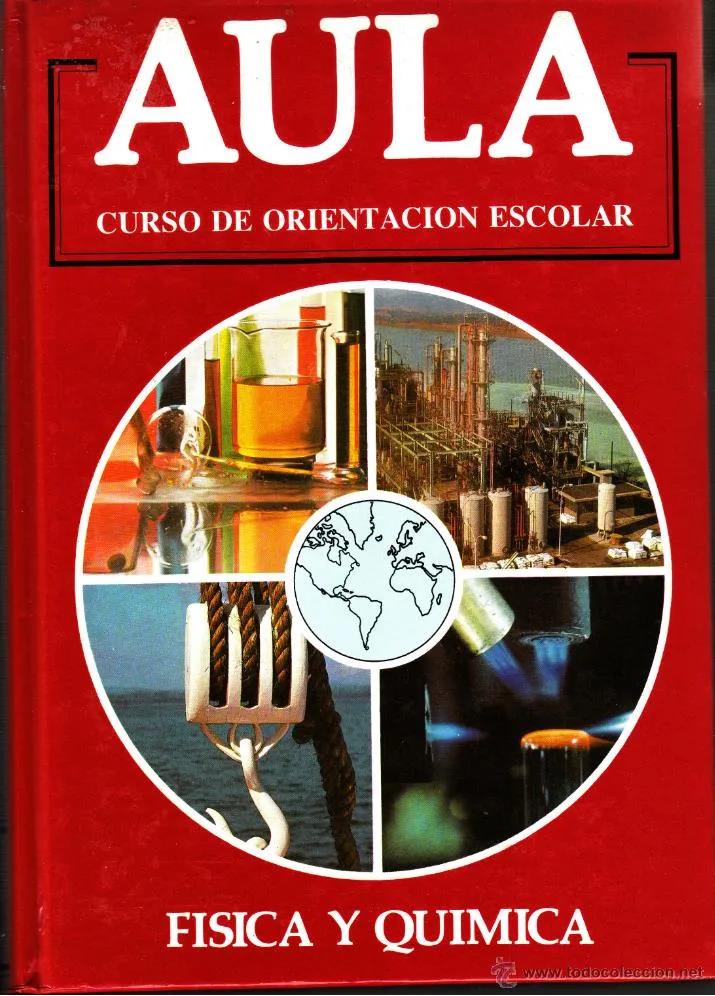 AULA
CURSO DE ORIENTACION ESCOLAR
FISICA Y QUIMICA
www.todocoleccion.net